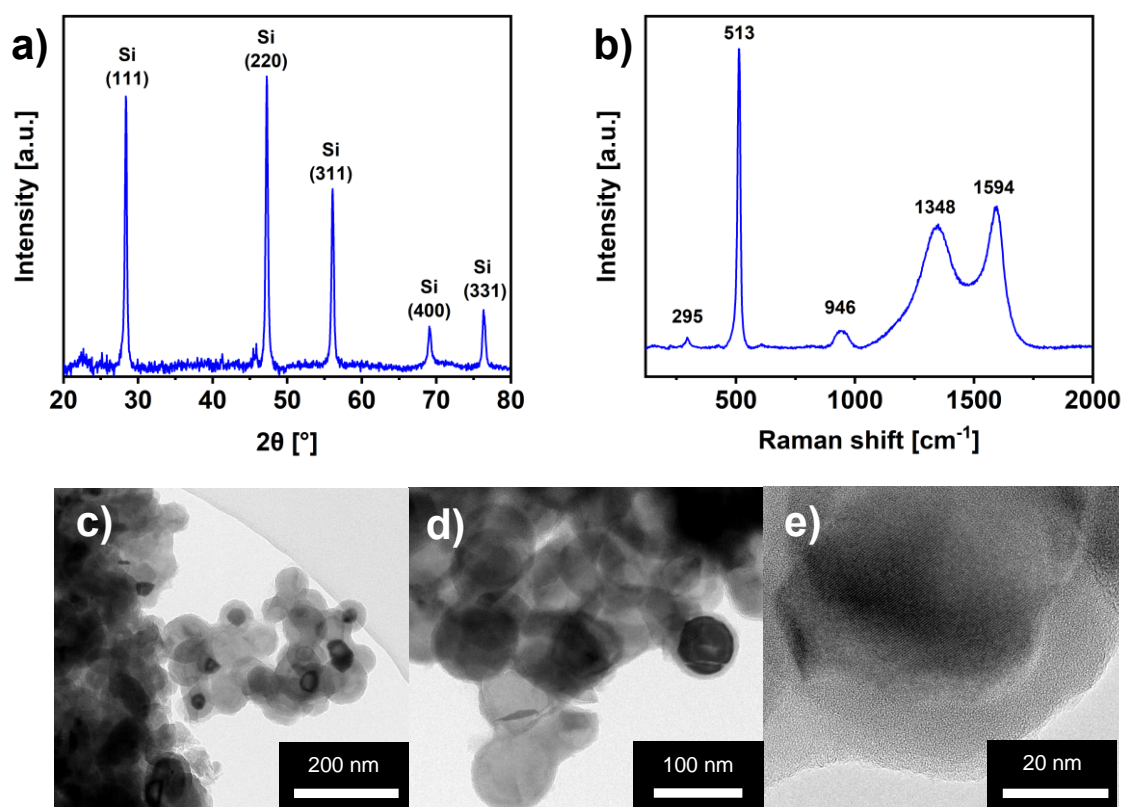 a)
Si
(111)
Si
(220)
Si
(311)
Si
(400)
Si
(331)
Intensity [a.u.]
20 30 40 50 60 70 80
2θ [°]
b)
513
295
946
1348
1594
Intensity [a.u.]
500 1000 1500 2000
Raman shift [cm⁻¹]
c)
200 nm
d)
100 nm
e)
20 nm